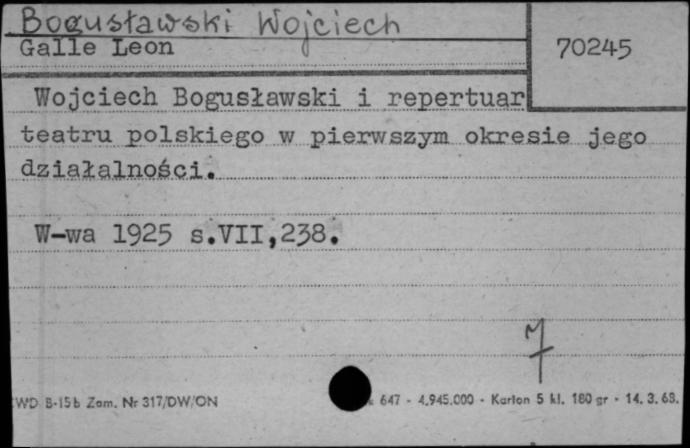 Bogusławski Wojciech
Galle Leon
70245
Wojciech Bogusławski i repertuar
teatru polskiego w pierwszym okresie jego
działalności.
W-wa 1925 s.VII,238.
7
WD B-15b Zam. Nr 317/DW/ON
647 - 4.945.000 - Karton 5 kl. 180 gr - 14. 3. 68.